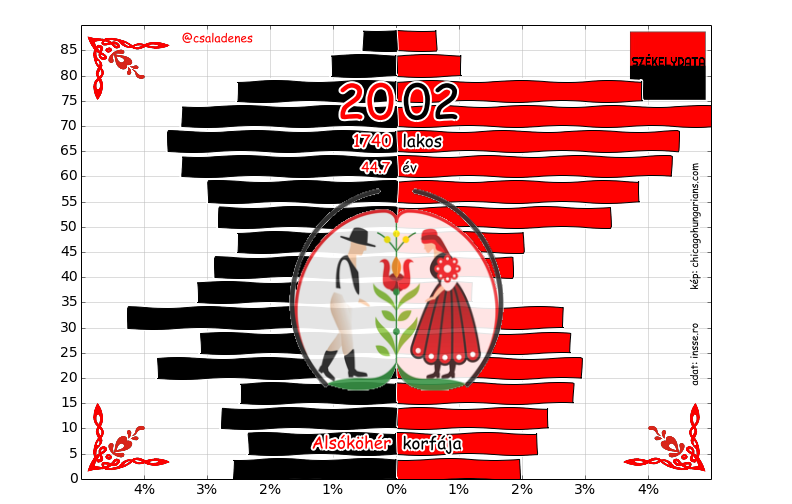 @csaladenes
SZÉKELYDATA
2002
1740 lakos
44.7 év
kép: chicagohungarians.com
adat: insse.ro
Alsóköhér korfája
85
80
75
70
65
60
55
50
45
40
35
30
25
20
15
10
5
0
4% 3% 2% 1% 0% 1% 2% 3% 4%